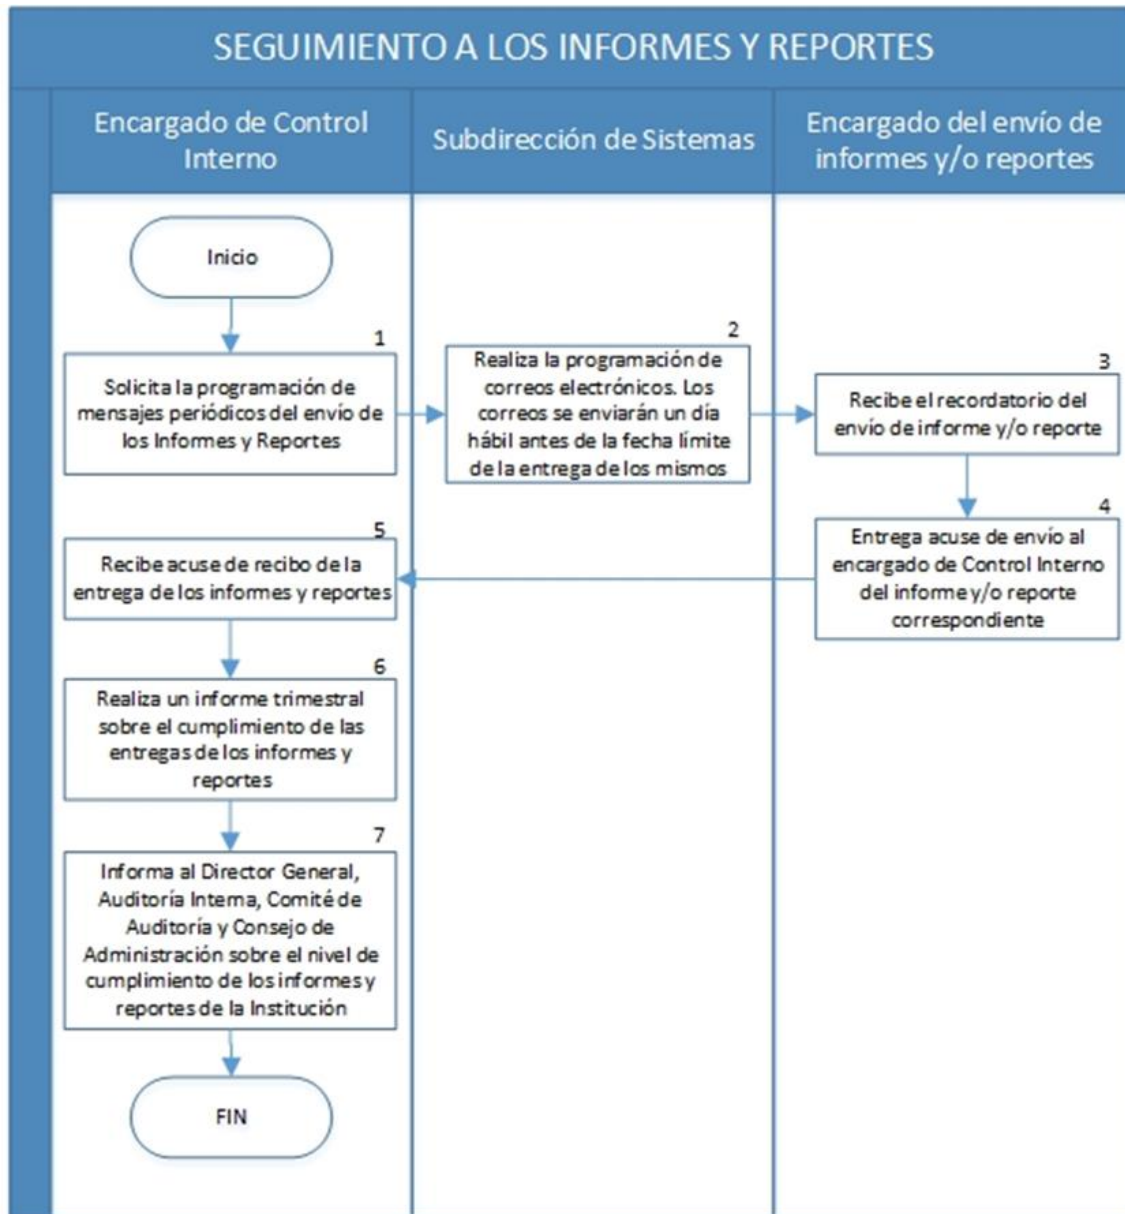 SEGUIMIENTO A LOS INFORMES Y REPORTES
Encargado de Control
Interno
Subdirección de Sistemas
Encargado del envío de
informes y/o reportes
Inicio
1
Solicita la programación de
mensajes periódicos del envío de
los Informes y Reportes
2
Realiza la programación de
correos electrónicos. Los
correos se enviarán un día
hábil antes de la fecha límite
de la entrega de los mismos
3
Recibe el recordatorio del
envío de informe y/o reporte
4
Entrega acuse de envío al
encargado de Control Interno
del informe y/o reporte
correspondiente
5
Recibe acuse de recibo de la
entrega de los informes y reportes
6
Realiza un informe trimestral
sobre el cumplimiento de las
entregas de los informes y
reportes
7
Informa al Director General,
Auditoría Interna, Comité de
Auditoría y Consejo de
Administración sobre el nivel de
cumplimiento de los informes y
reportes de la Institución
FIN